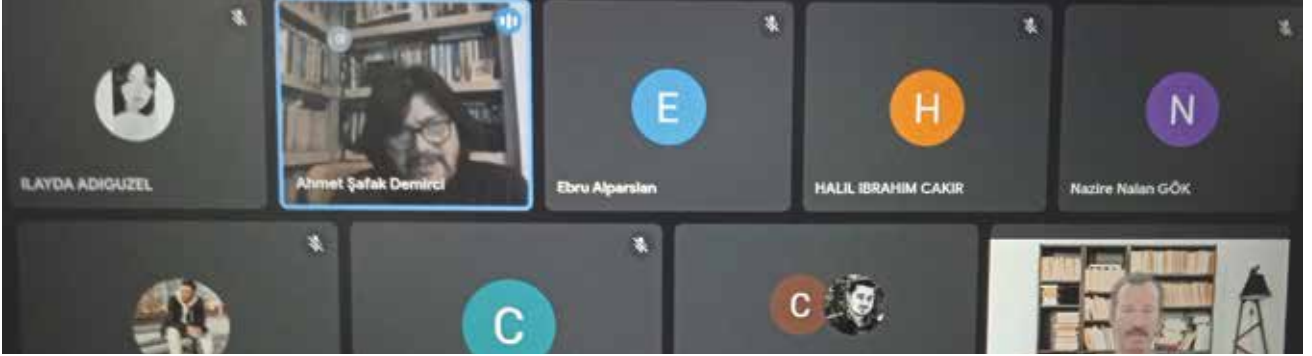 E
H
N
ILAYDA ADIGUZEL
Ahmet Şafak Demirci
Ebru Alparslan
HALIL IBRAHIM CAKIR
Nazire Nalan GÖK
C
C